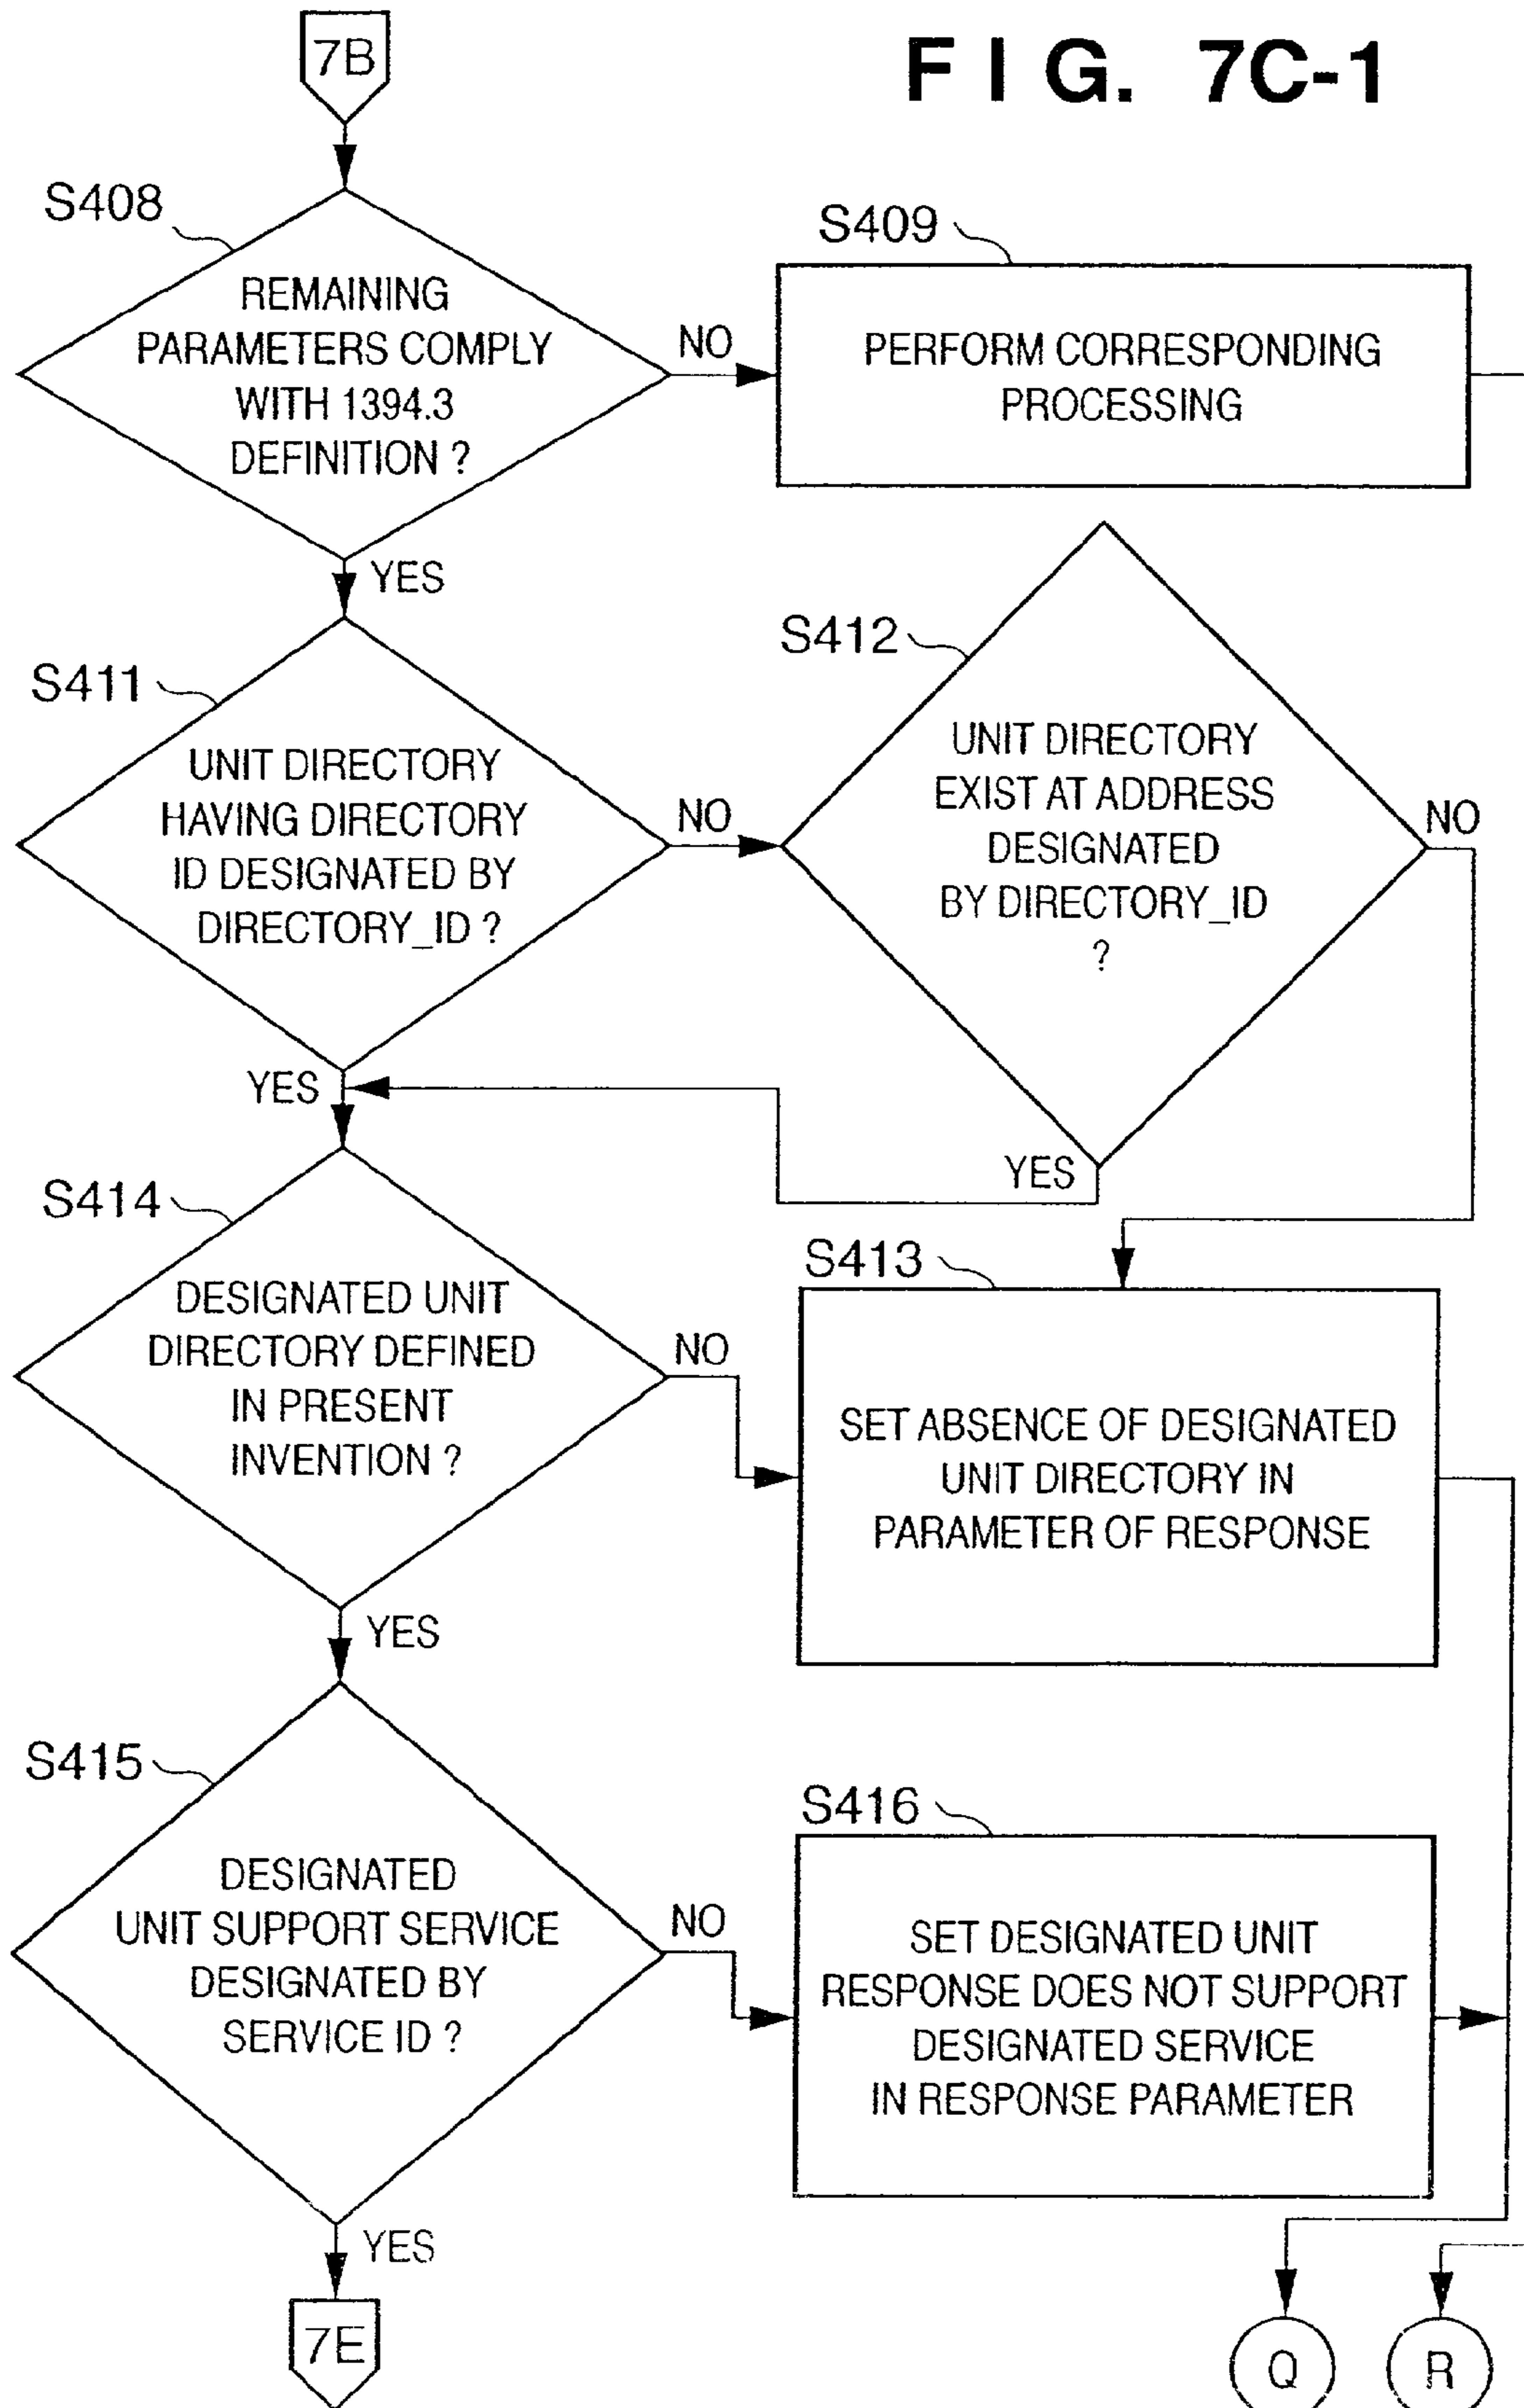 7B
F I G. 7C-1
S408
REMAINING
PARAMETERS COMPLY
WITH 1394.3
DEFINITION ?
NO
YES
S409
PERFORM CORRESPONDING
PROCESSING
S411
UNIT DIRECTORY
HAVING DIRECTORY
ID DESIGNATED BY
DIRECTORY_ID ?
NO
YES
S412
UNIT DIRECTORY
EXIST AT ADDRESS
DESIGNATED
BY DIRECTORY_ID
?
NO
YES
S414
DESIGNATED UNIT
DIRECTORY DEFINED
IN PRESENT
INVENTION ?
NO
YES
S413
SET ABSENCE OF DESIGNATED
UNIT DIRECTORY IN
PARAMETER OF RESPONSE
S415
DESIGNATED
UNIT SUPPORT SERVICE
DESIGNATED BY
SERVICE ID ?
NO
YES
S416
SET DESIGNATED UNIT
RESPONSE DOES NOT SUPPORT
DESIGNATED SERVICE
IN RESPONSE PARAMETER
7E
Q
R